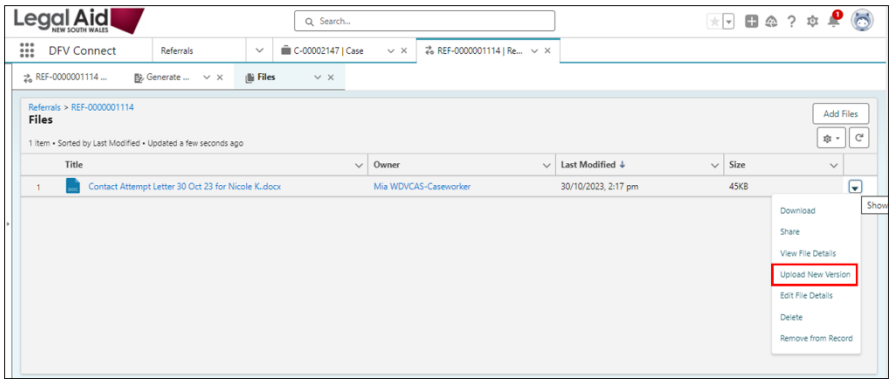 Legal Aid
NEW SOUTH WALES
Search...
DFV Connect
Referrals
C-00002147 | Case
REF-0000001114 | Re...
REF-0000001114 ...
Generate ...
Files
Referrals > REF-0000001114
Files
Add Files
1 item • Sorted by Last Modified • Updated a few seconds ago
Title
Owner
Last Modified ↓
Size
1
Contact Attempt Letter 30 Oct 23 for Nicole K..docx
Mia WDVCAS-Caseworker
30/10/2023, 2:17 pm
45KB
Show
Download
Share
View File Details
Upload New Version
Edit File Details
Delete
Remove from Record